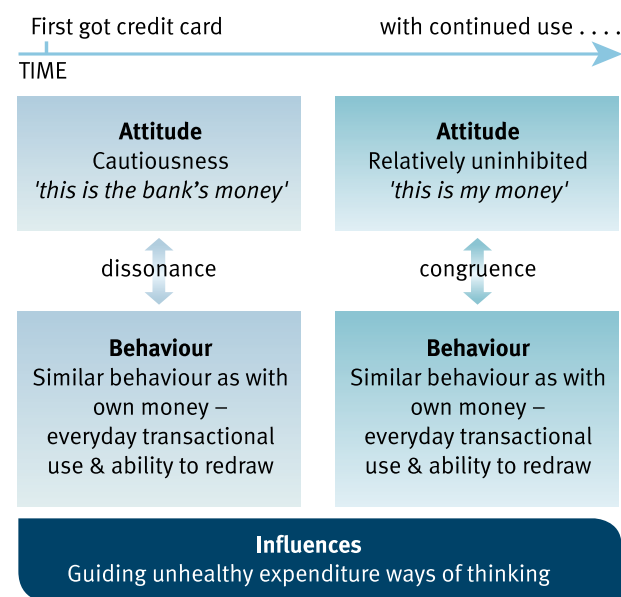 First got credit card
with continued use . . . .
TIME
Attitude
Cautiousness
'this is the bank's money'
Attitude
Relatively uninhibited
'this is my money'
dissonance
congruence
Behaviour
Similar behaviour as with
own money –
everyday transactional
use & ability to redraw
Behaviour
Similar behaviour as with
own money –
everyday transactional
use & ability to redraw
Influences
Guiding unhealthy expenditure ways of thinking